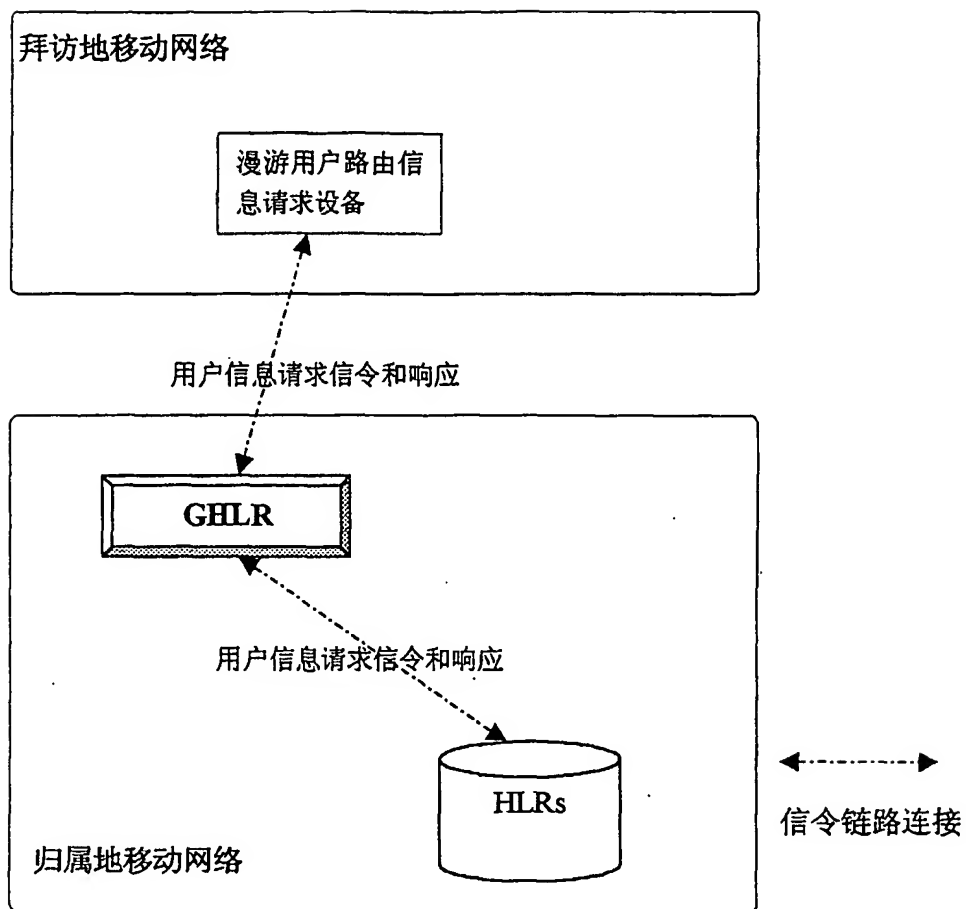 拜访地移动网络
漫游用户路由信
息请求设备
用户信息请求信令和响应
GHLR
用户信息请求信令和响应
HLRs
信令链路连接
归属地移动网络